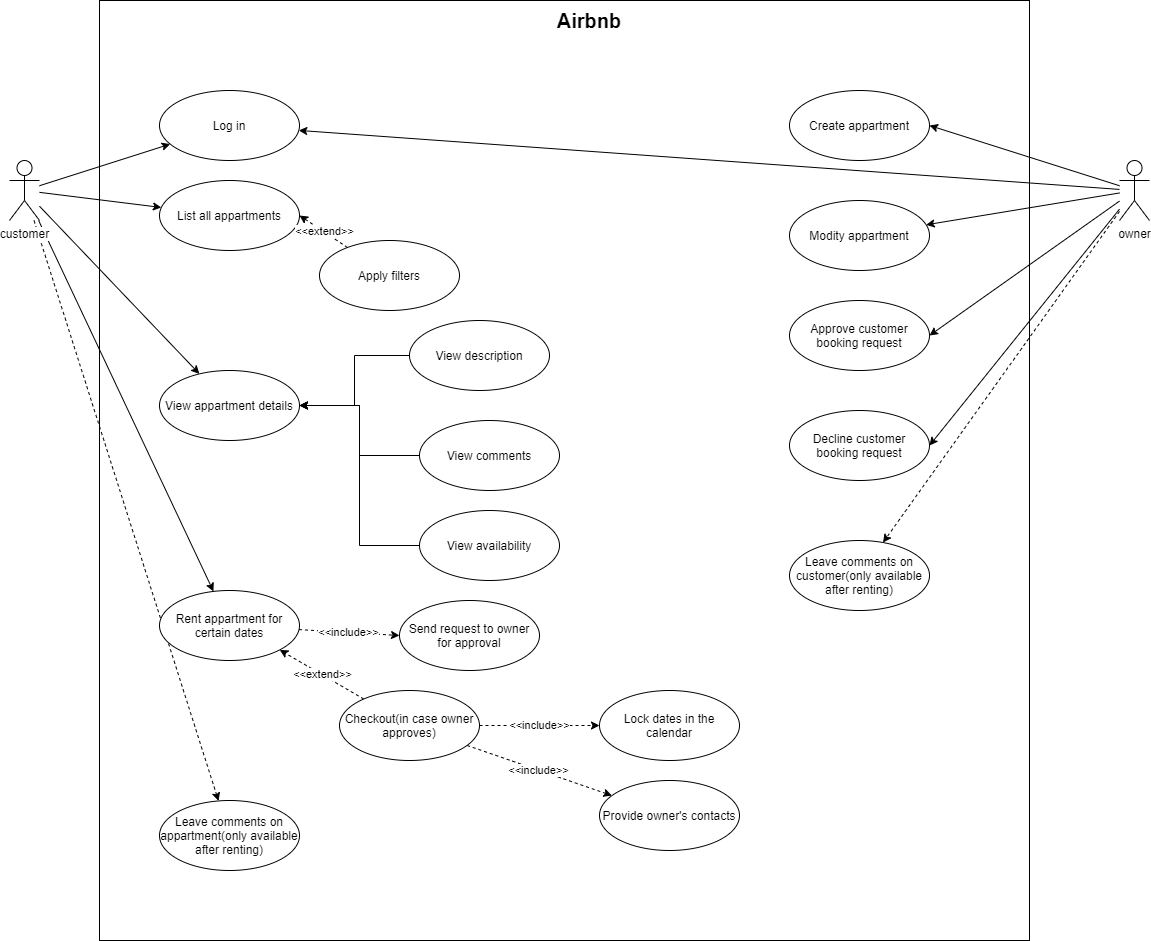 Airbnb
Log in
Create appartment
List all appartments
<<extend>>
Modity appartment
customer
owner
Apply filters
Approve customer
booking request
View description
View appartment details
Decline customer
booking request
View comments
View availability
Leave comments on
customer(only available
after renting)
Rent appartment for
certain dates
<<include>>
Send request to owner
for approval
<<extend>>
Checkout(in case owner
approves)
<<include>>
Lock dates in the
calendar
<<include>>
Provide owner's contacts
Leave comments on
appartment(only available
after renting)